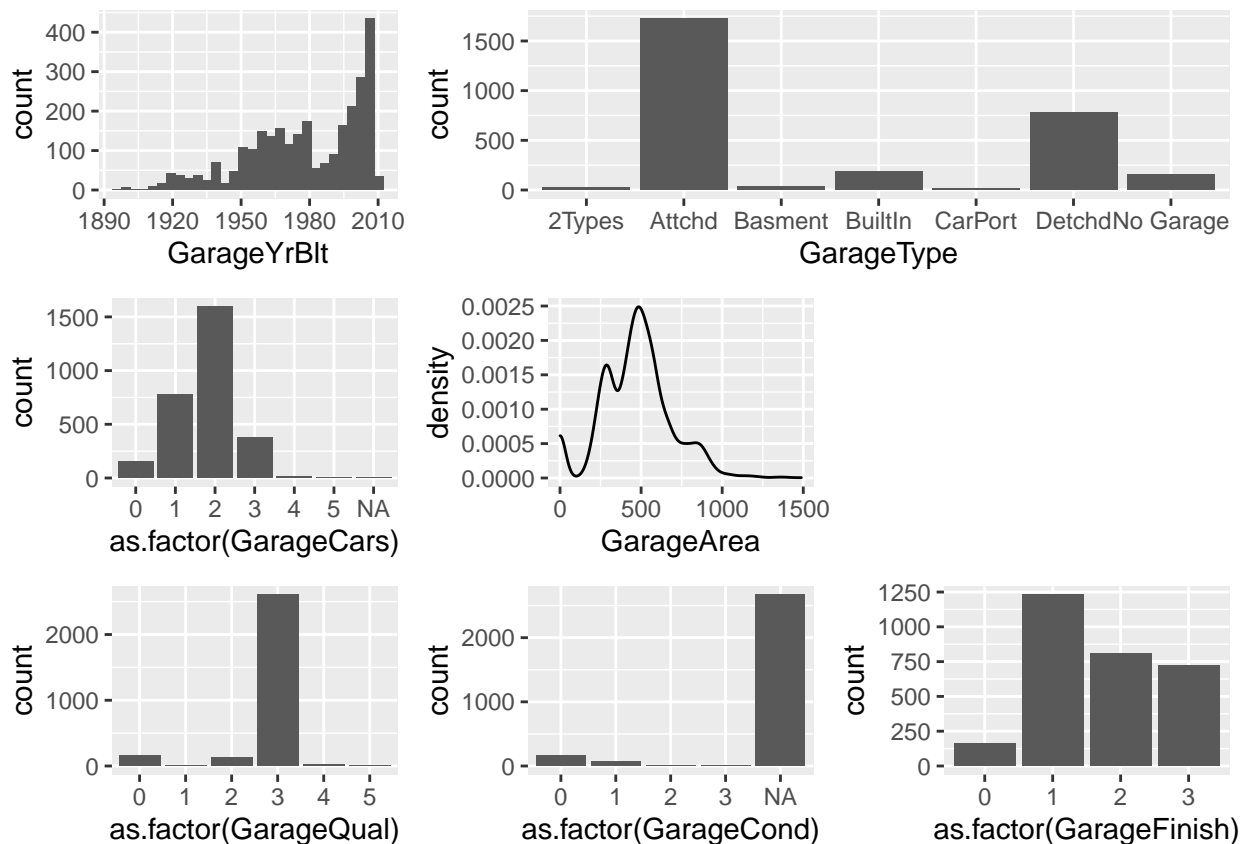 count
400
300
200
100
0
1890 1920 1950 1980 2010
GarageYrBlt
count
1500
1000
500
0
2Types Attchd Basment BuiltIn CarPort Detchd No Garage
GarageType
count
1500
1000
500
0
0 1 2 3 4 5 NA
as.factor(GarageCars)
density
0.0025
0.0020
0.0015
0.0010
0.0005
0.0000
0 500 1000 1500
GarageArea
count
2000
1000
0
0 1 2 3 4 5
as.factor(GarageQual)
count
2000
1000
0
0 1 2 3 NA
as.factor(GarageCond)
count
1250
1000
750
500
250
0
0 1 2 3
as.factor(GarageFinish)